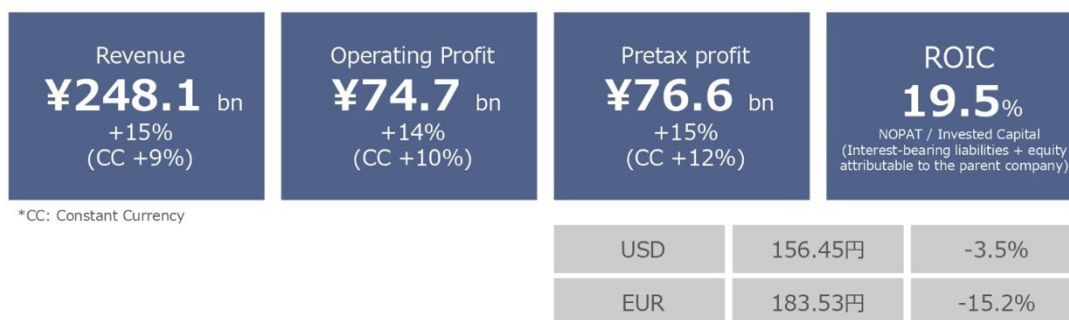 Revenue
¥248.1 bn
+15%
(CC +9%)
Operating Profit
¥74.7 bn
+14%
(CC +10%)
Pretax profit
¥76.6 bn
+15%
(CC +12%)
ROIC
19.5%
NOPAT / Invested Capital
(Interest-bearing liabilities + equity
attributable to the parent company)
*CC: Constant Currency
USD 156.45円 -3.5%
EUR 183.53円 -15.2%